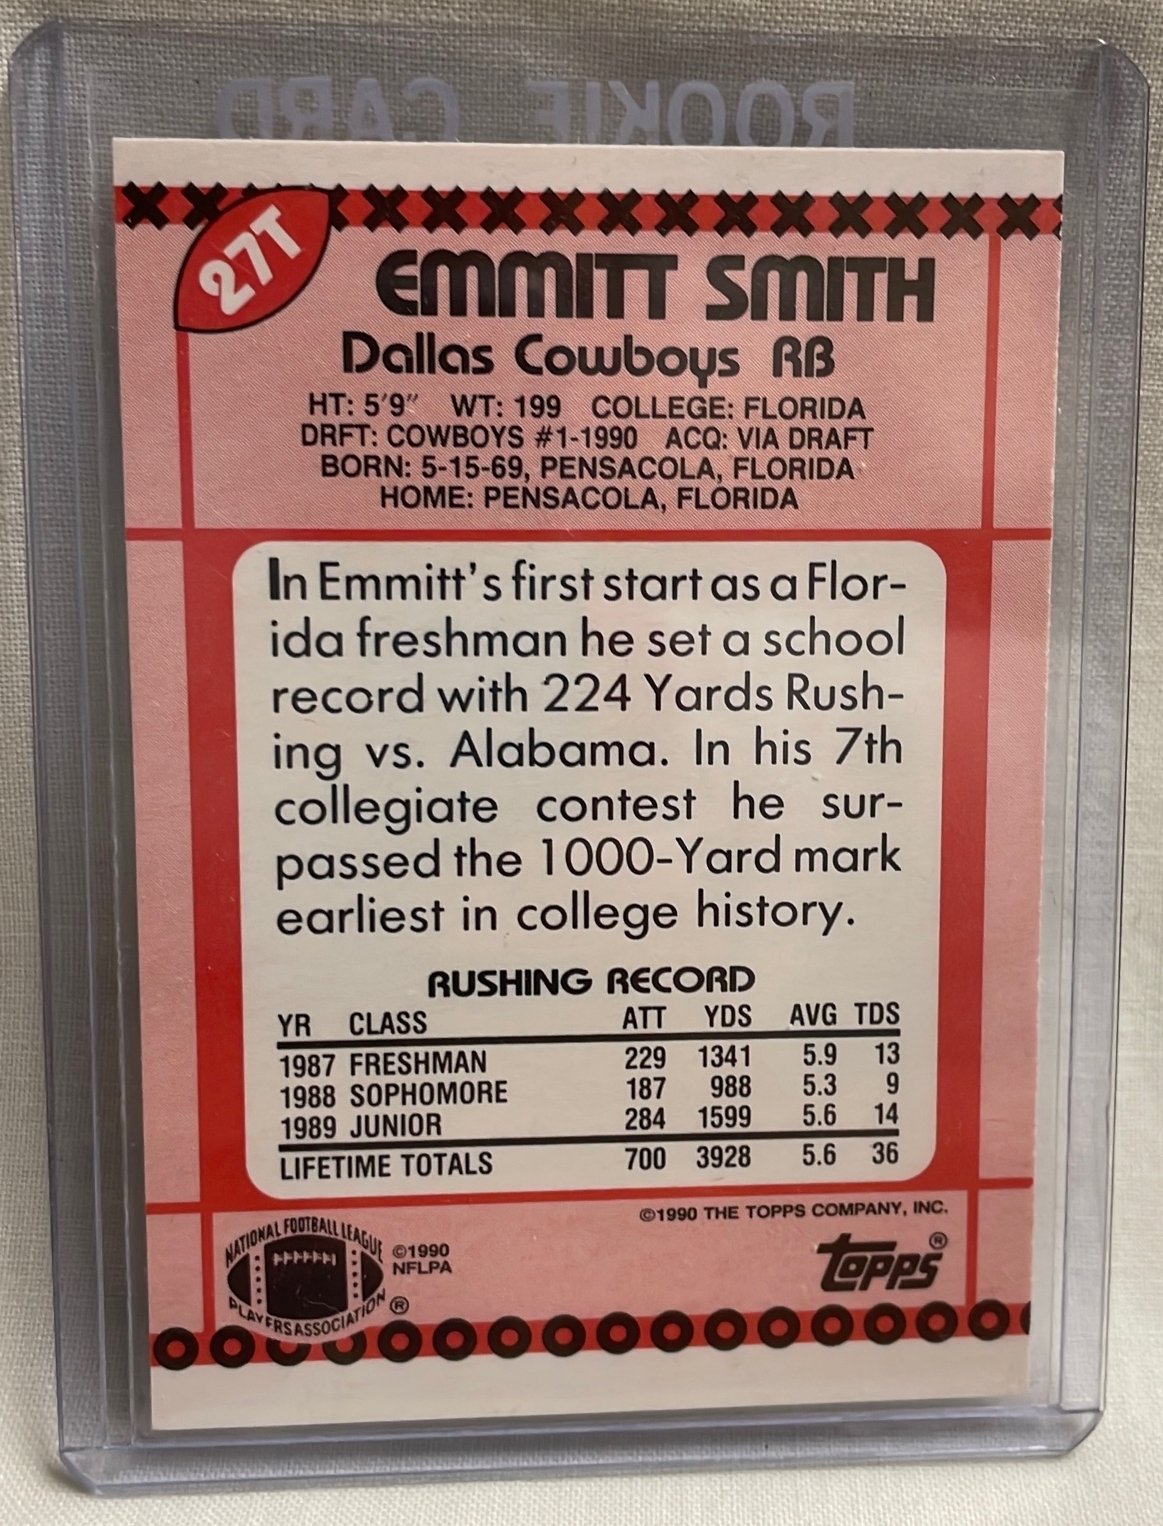 ROOKIE CARD
27T
EMMITT SMITH
Dallas Cowboys RB
HT: 5'9" WT: 199 COLLEGE: FLORIDA
DRFT: COWBOYS #1-1990 ACQ: VIA DRAFT
BORN: 5-15-69, PENSACOLA, FLORIDA
HOME: PENSACOLA, FLORIDA
In Emmitt's first start as a Flor-
ida freshman he set a school
record with 224 Yards Rush-
ing vs. Alabama. In his 7th
collegiate contest he sur-
passed the 1000-Yard mark
earliest in college history.
RUSHING RECORD
YR CLASS ATT YDS AVG TDS
1987 FRESHMAN 229 1341 5.9 13
1988 SOPHOMORE 187 988 5.3 9
1989 JUNIOR 284 1599 5.6 14
LIFETIME TOTALS 700 3928 5.6 36
©1990 THE TOPPS COMPANY, INC.
NATIONAL FOOTBALL LEAGUE
PLAYERS ASSOCIATION ®
©1990
NFLPA
TOPPS ®